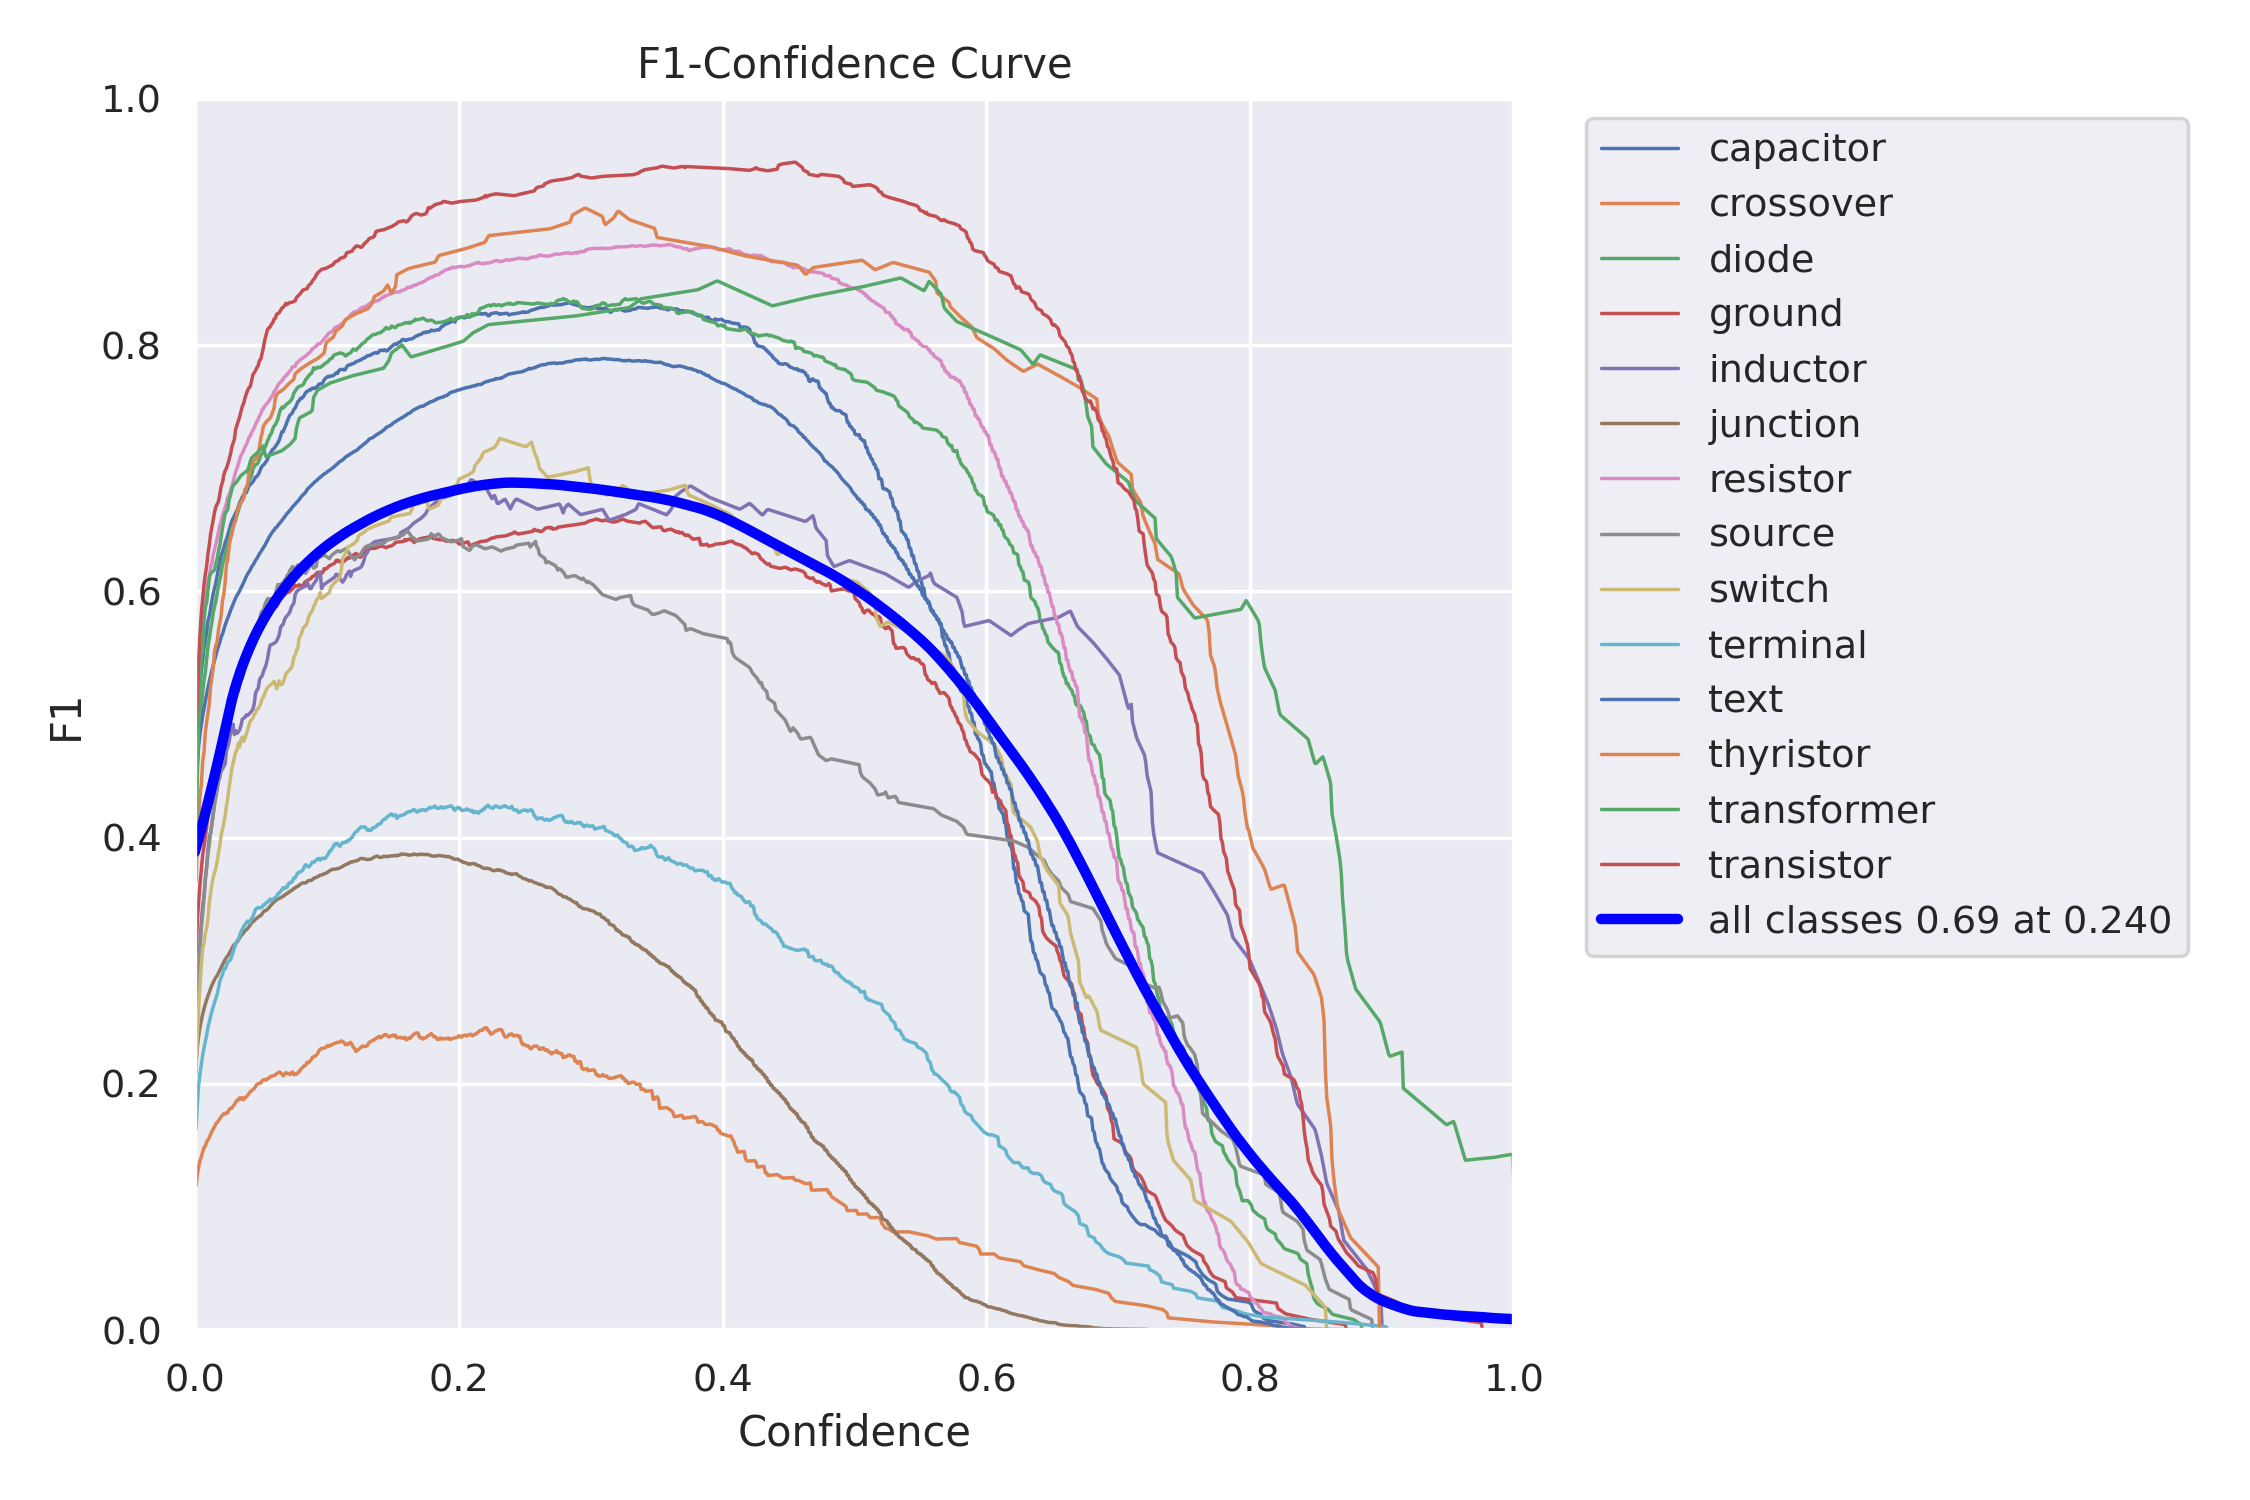 F1-Confidence Curve
1.0
0.8
0.6
0.4
0.2
0.0
F1
0.0 0.2 0.4 0.6 0.8 1.0
Confidence
capacitor
crossover
diode
ground
inductor
junction
resistor
source
switch
terminal
text
thyristor
transformer
transistor
all classes 0.69 at 0.240